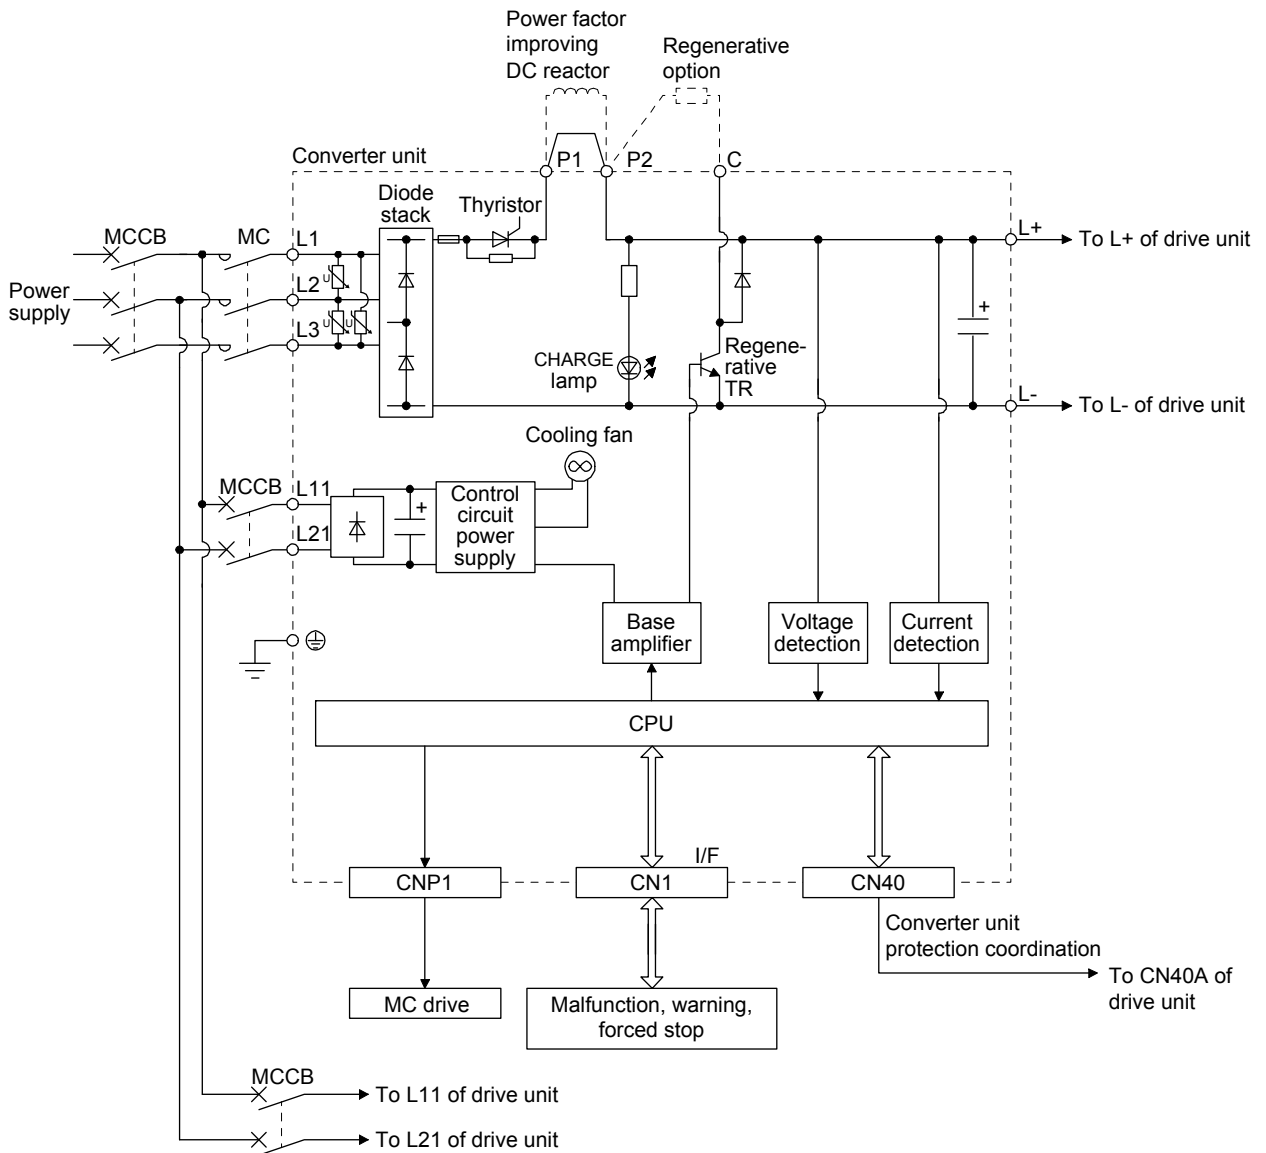 Power factor
improving
DC reactor
Regenerative
option
Converter unit
P1
P2
C
Diode
stack
Thyristor
MCCB
MC
L1
L+
To L+ of drive unit
Power
supply
L2
U
+
L3
U
U
CHARGE
lamp
Regene-
rative
TR
L-
To L- of drive unit
Cooling fan
MCCB
L11
+
Control
circuit
power
supply
L21
Base
amplifier
Voltage
detection
Current
detection
CPU
I/F
CNP1
CN1
CN40
Converter unit
protection coordination
To CN40A of
drive unit
MC drive
Malfunction, warning,
forced stop
MCCB
To L11 of drive unit
To L21 of drive unit